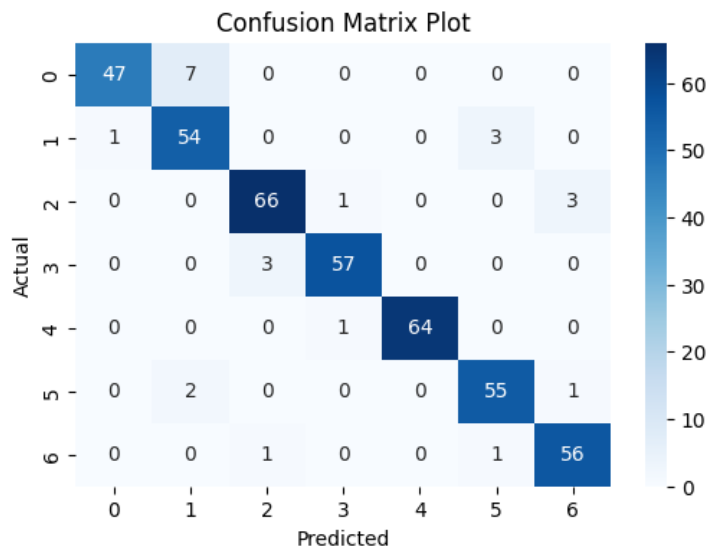 Confusion Matrix Plot
0 47 7 0 0 0 0 0
1 1 54 0 0 0 3 0
2 0 0 66 1 0 0 3
3 0 0 3 57 0 0 0
4 0 0 0 1 64 0 0
5 0 2 0 0 0 55 1
6 0 0 1 0 0 1 56
0 1 2 3 4 5 6
Actual
Predicted
60
50
40
30
20
10
0